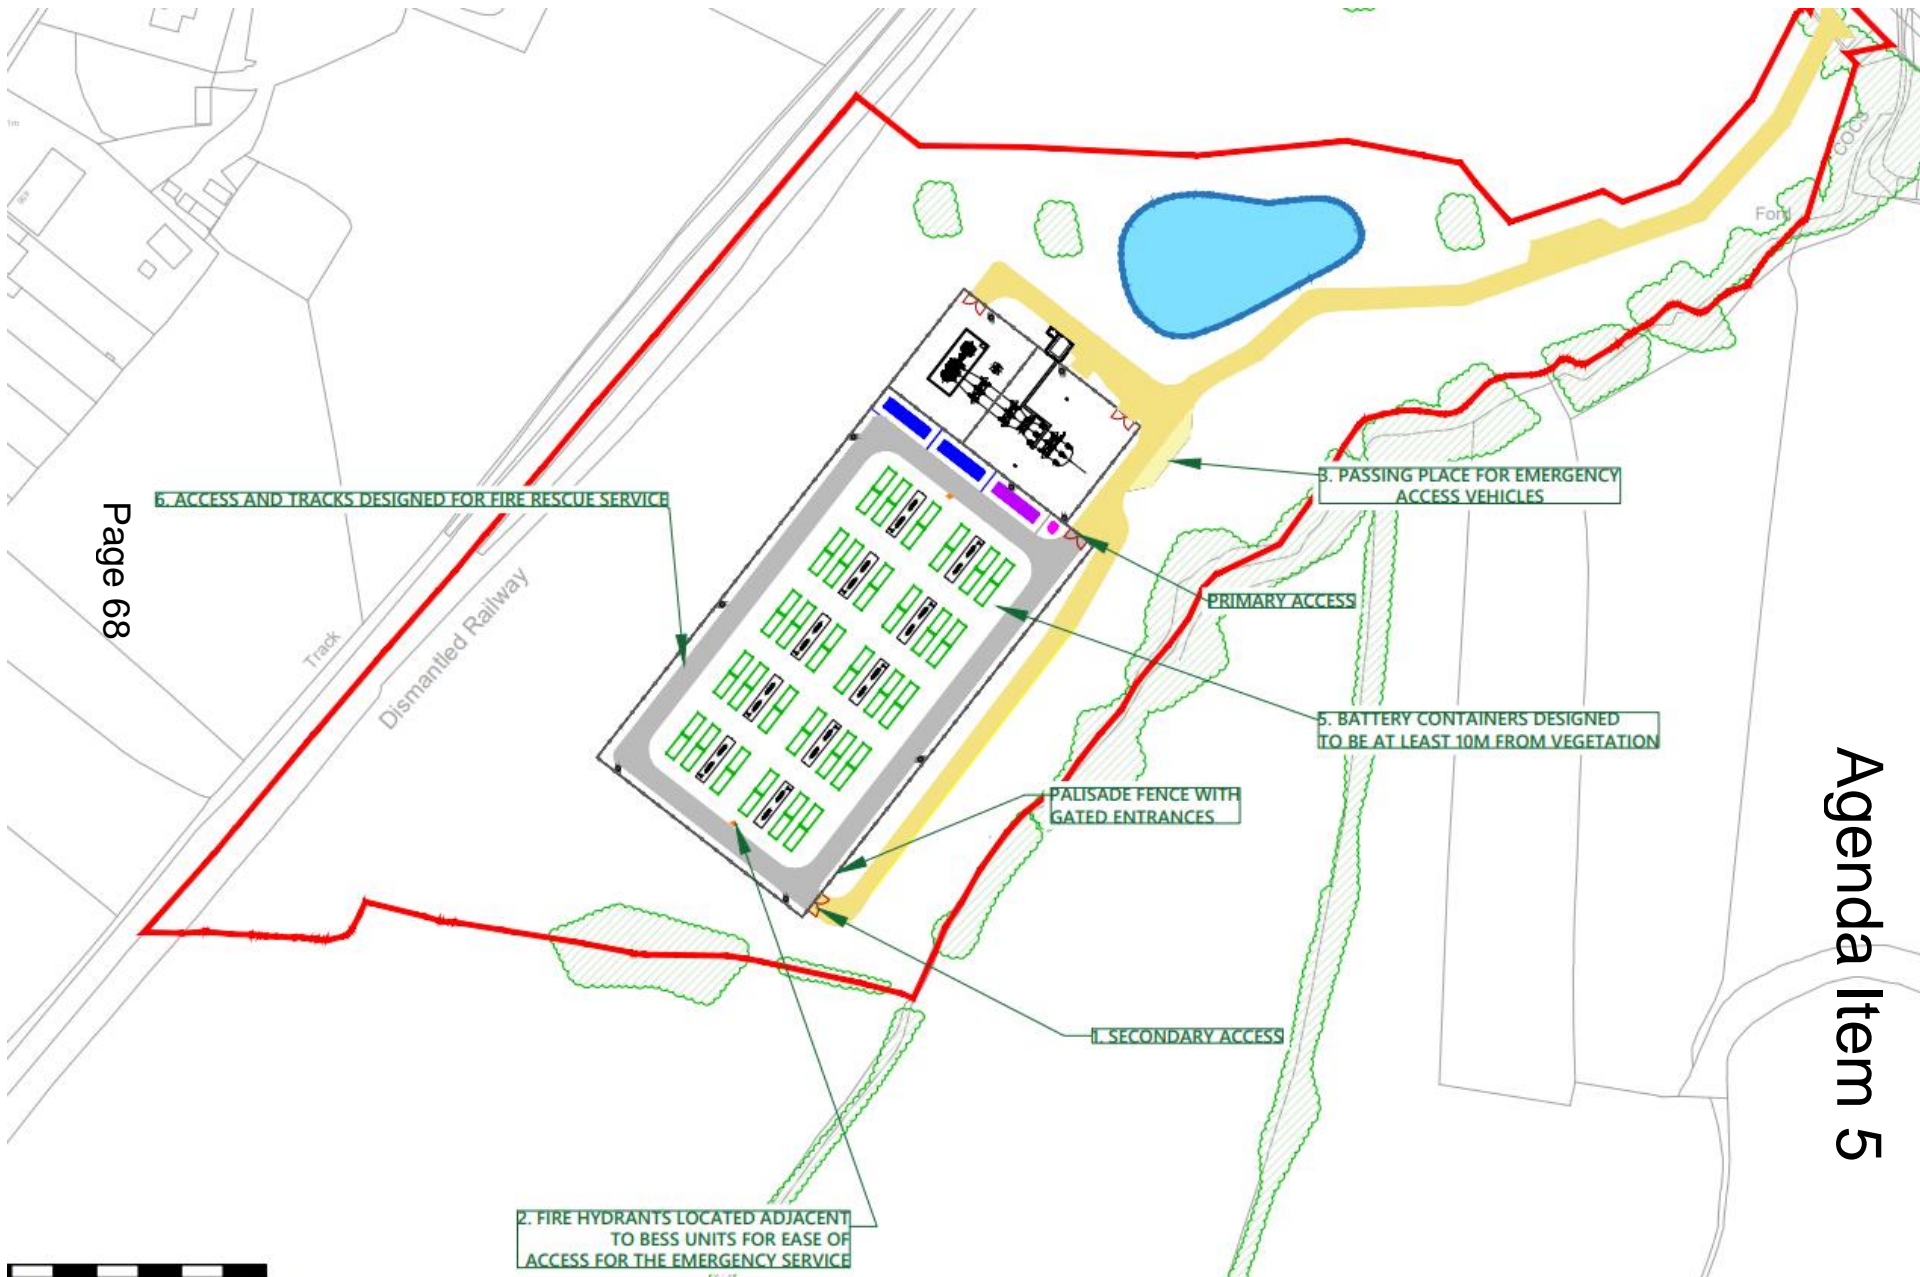 Agenda Item 5
Page 68
COCS
Ford
1m
Track
Dismantled Railway
6. ACCESS AND TRACKS DESIGNED FOR FIRE RESCUE SERVICE
3. PASSING PLACE FOR EMERGENCY
ACCESS VEHICLES
PRIMARY ACCESS
5. BATTERY CONTAINERS DESIGNED
TO BE AT LEAST 10M FROM VEGETATION
PALISADE FENCE WITH
GATED ENTRANCES
1. SECONDARY ACCESS
2. FIRE HYDRANTS LOCATED ADJACENT
TO BESS UNITS FOR EASE OF
ACCESS FOR THE EMERGENCY SERVICE